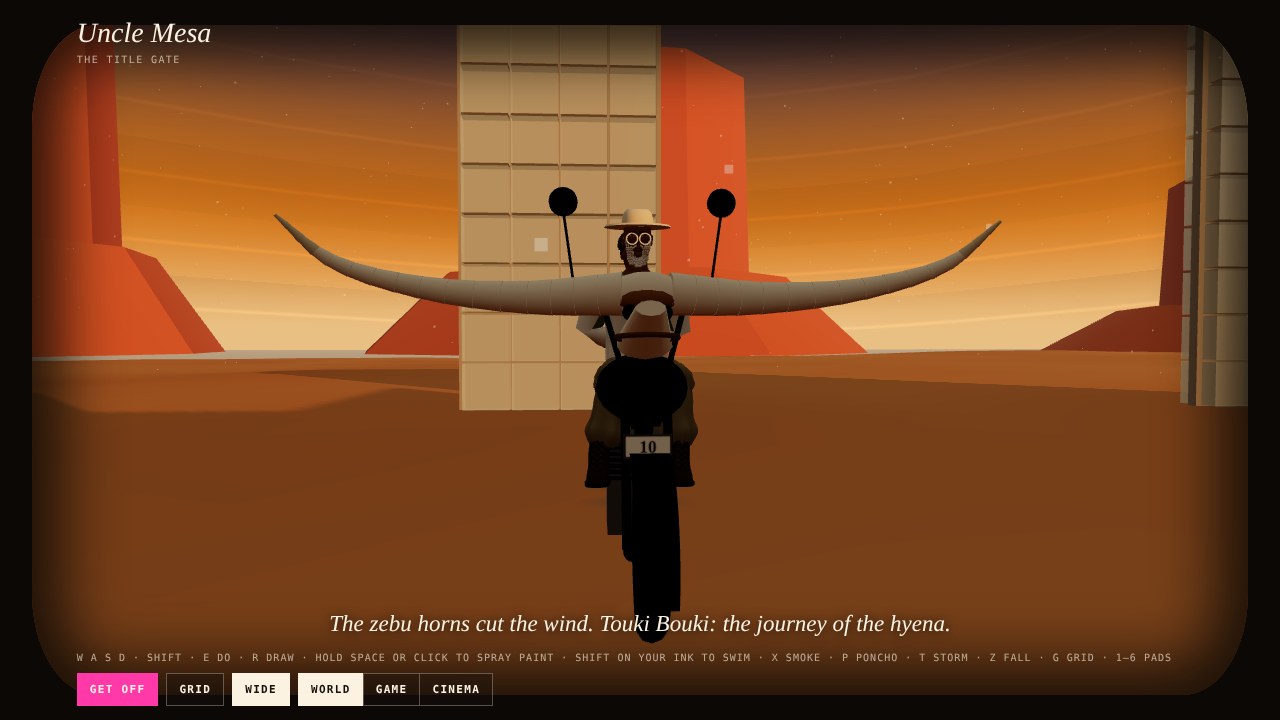 Uncle Mesa
THE TITLE GATE
10
The zebu horns cut the wind. Touki Bouki: the journey of the hyena.
W A S D · SHIFT · E DO · R DRAW · HOLD SPACE OR CLICK TO SPRAY PAINT · SHIFT ON YOUR INK TO SWIM · X SMOKE · P PONCHO · T STORM · Z FALL · G GRID · 1–6 PADS
GET OFF GRID WIDE WORLD GAME CINEMA